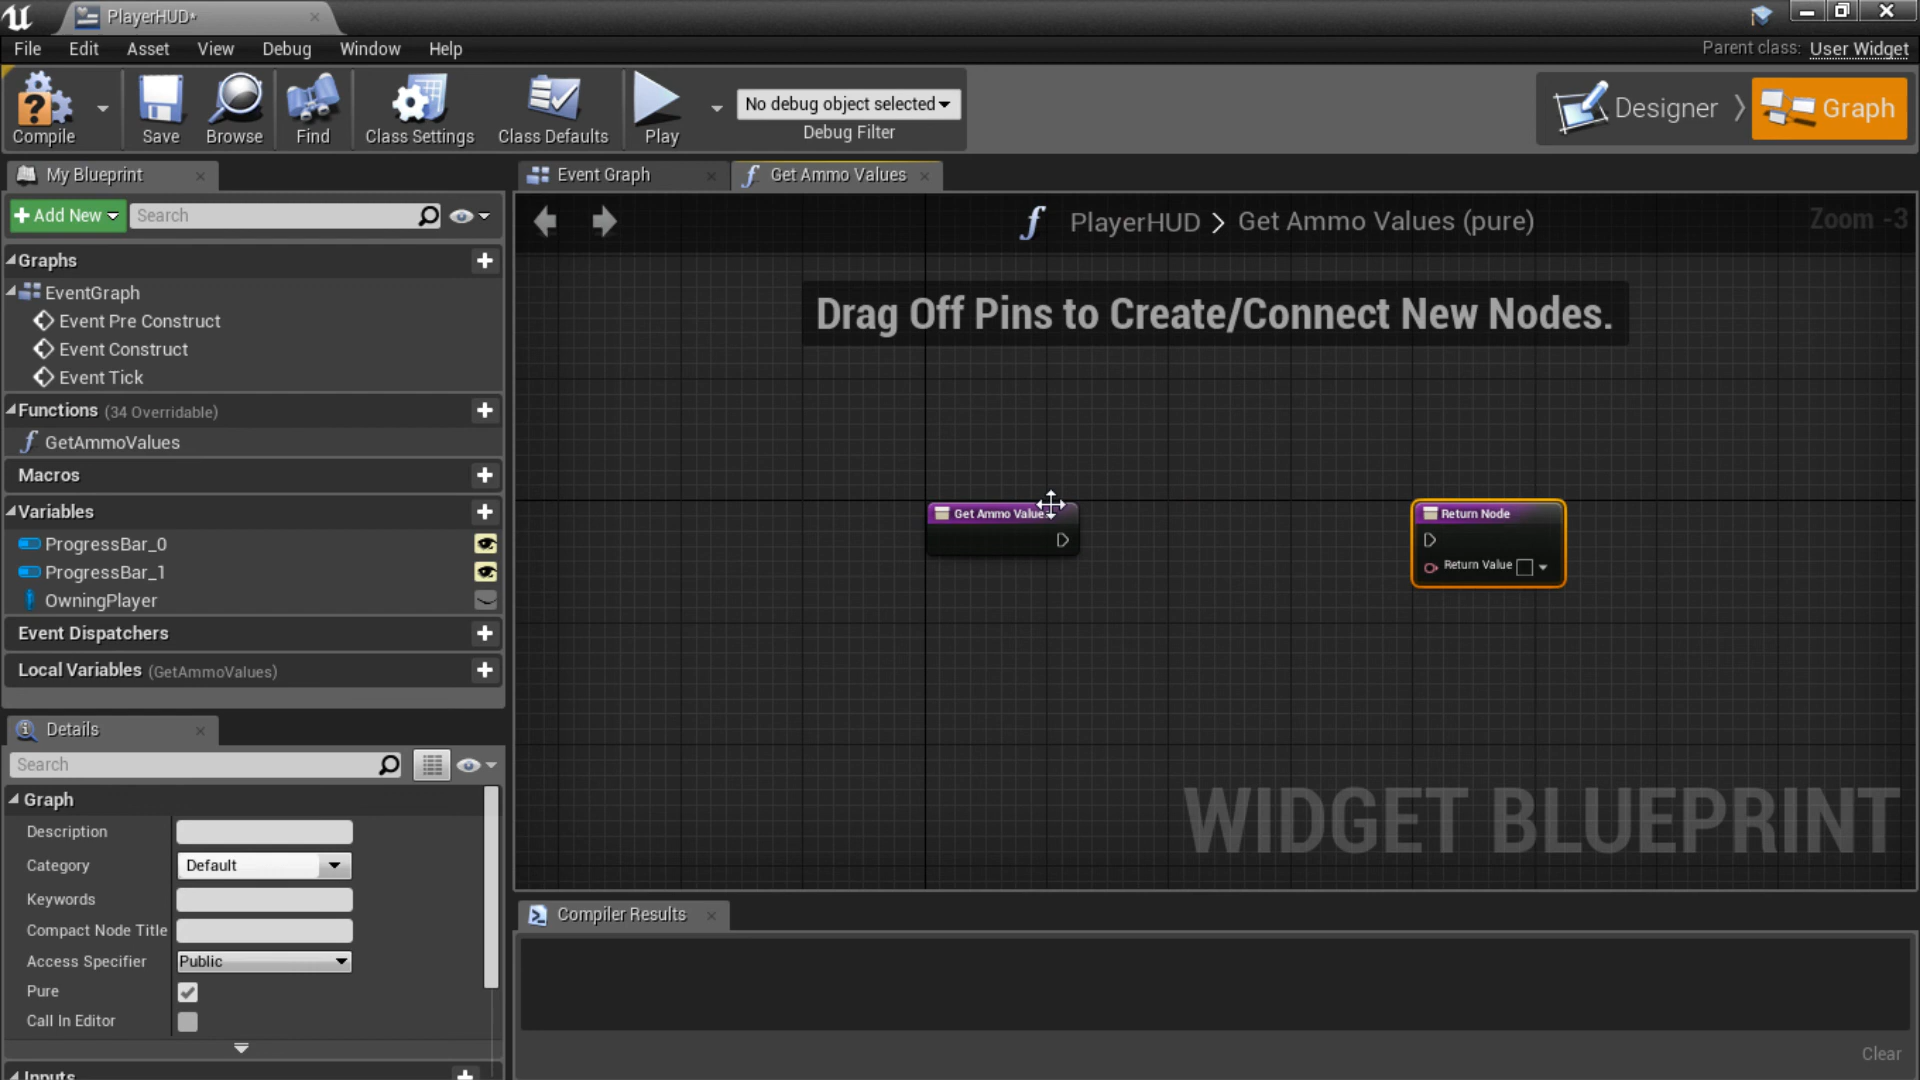 PlayerHUD*
File Edit Asset View Debug Window Help
Parent class: User Widget
Compile Save Browse Find Class Settings Class Defaults Play
No debug object selected
Debug Filter
Designer Graph
My Blueprint
Event Graph
Get Ammo Values
Add New
Search
PlayerHUD > Get Ammo Values (pure)
Zoom -3
Graphs
EventGraph
Event Pre Construct
Event Construct
Event Tick
Functions (34 Overridable)
GetAmmoValues
Macros
Variables
ProgressBar_0
ProgressBar_1
OwningPlayer
Event Dispatchers
Local Variables (GetAmmoValues)
Drag Off Pins to Create/Connect New Nodes.
Get Ammo Values
Return Node
Return Value
WIDGET BLUEPRINT
Details
Search
Graph
Description
Category Default
Keywords
Compact Node Title
Access Specifier Public
Pure
Call In Editor
Inputs
Compiler Results
Clear